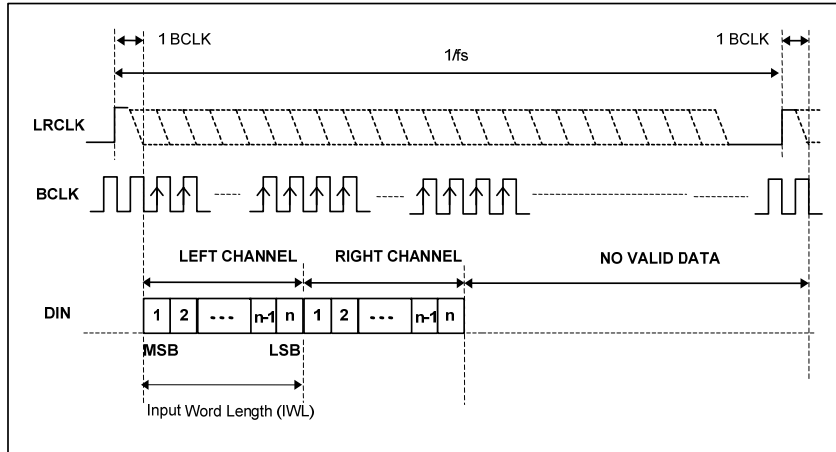 1 BCLK
1 BCLK
1/fs
LRCLK
BCLK
LEFT CHANNEL
RIGHT CHANNEL
NO VALID DATA
DIN
1 2 --- n-1 n 1 2 --- n-1 n
MSB
LSB
Input Word Length (IWL)